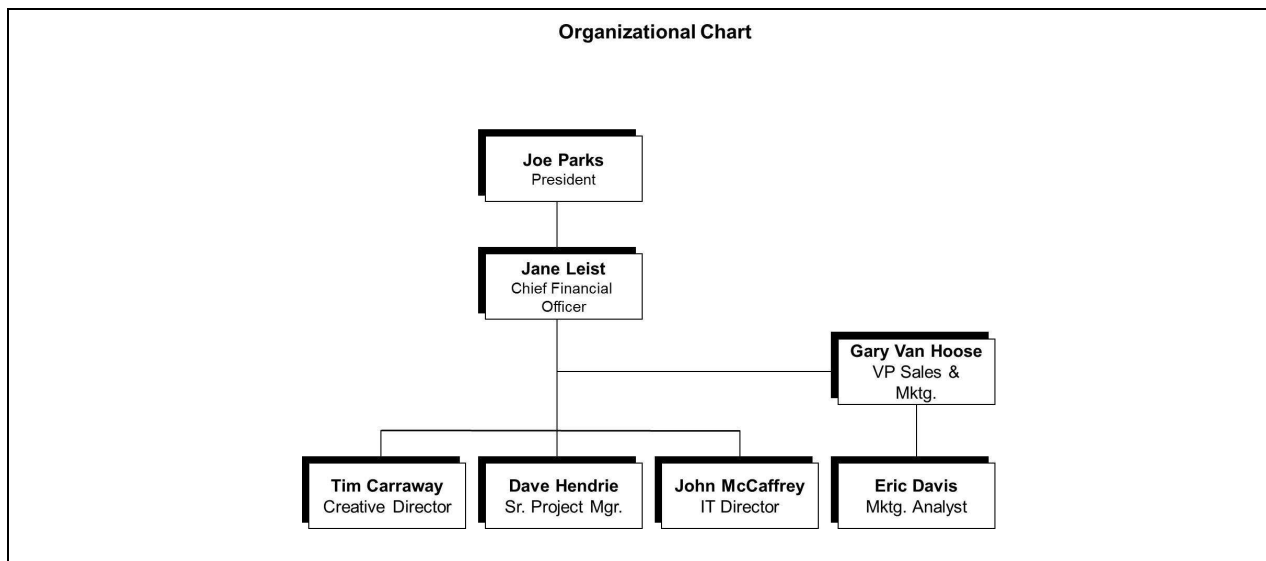 Organizational Chart
Joe Parks
President
Jane Leist
Chief Financial
Officer
Gary Van Hoose
VP Sales &
Mktg.
Tim Carraway
Creative Director
Dave Hendrie
Sr. Project Mgr.
John McCaffrey
IT Director
Eric Davis
Mktg. Analyst